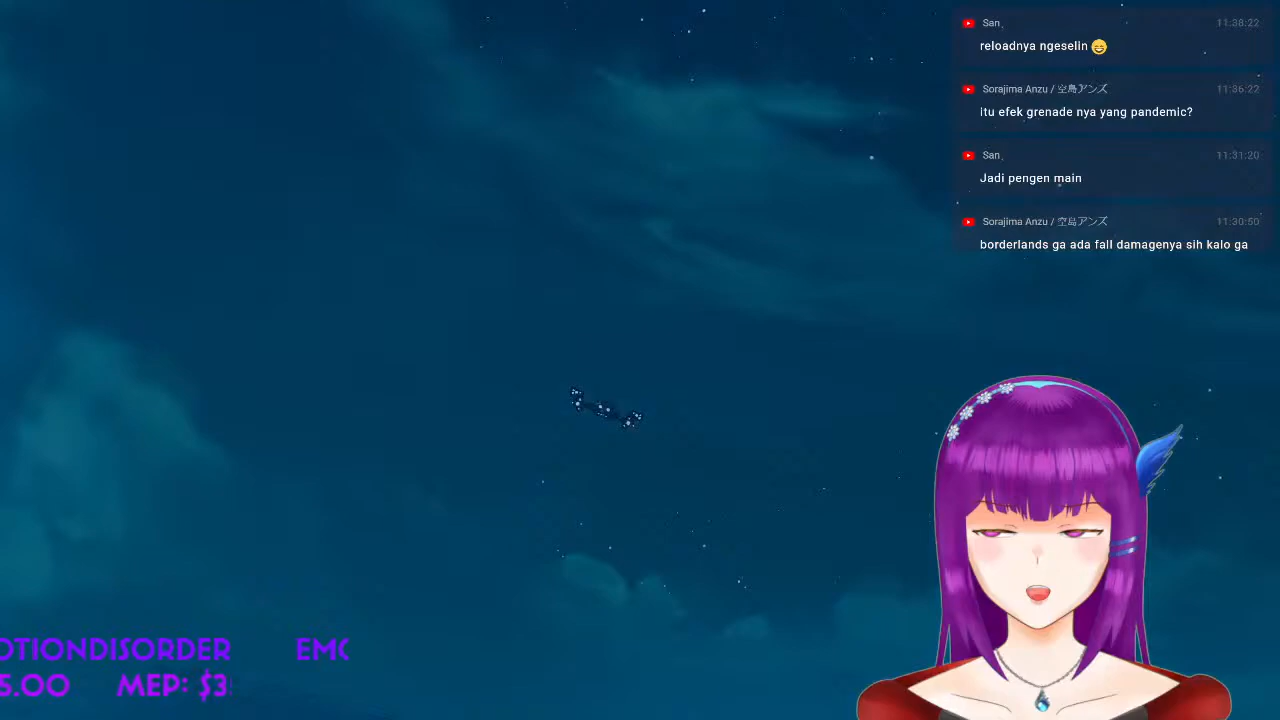 San、
11:38:22
reloadnya ngeselin 😄
Sorajima Anzu / 空島アンズ
11:36:22
itu efek grenade nya yang pandemic?
San、
11:31:20
Jadi pengen main
Sorajima Anzu / 空島アンズ
11:30:50
borderlands ga ada fall damagenya sih kalo ga
OTIONDISORDER EMO
5.00 MEP: $3